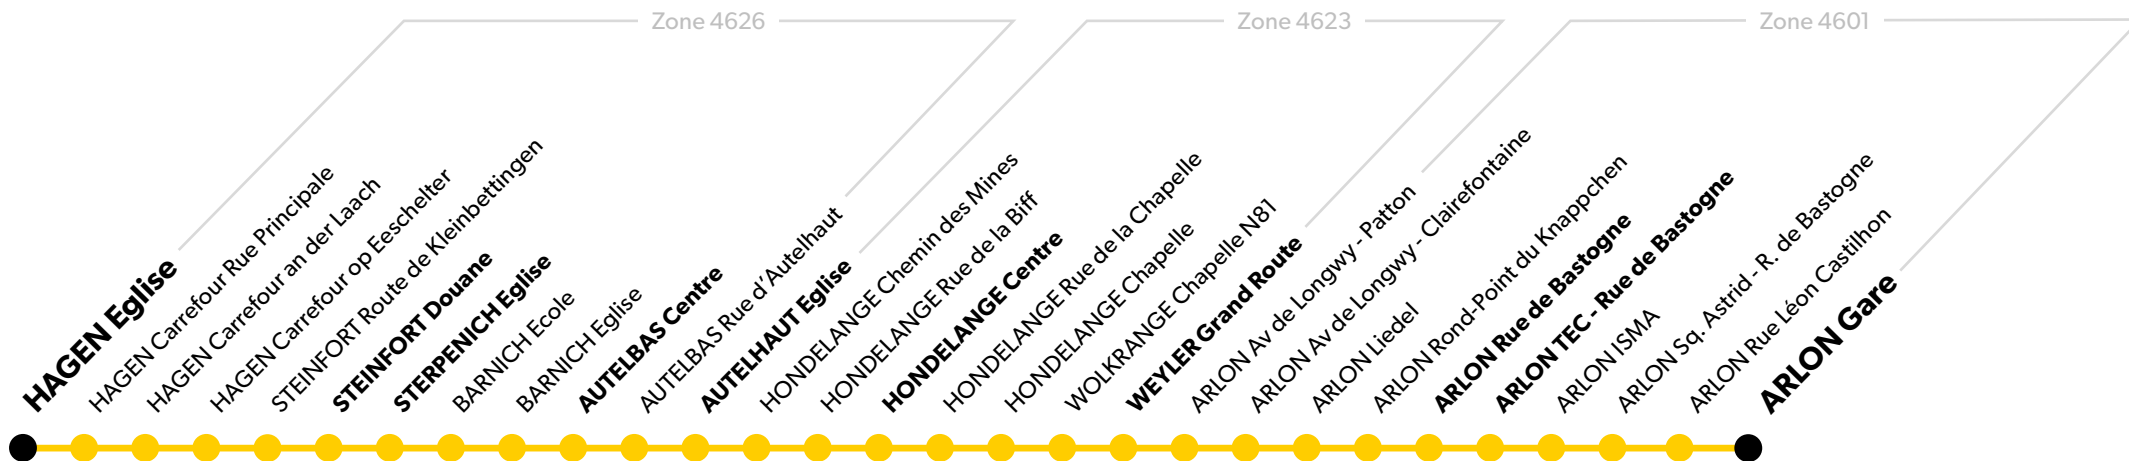 Zone 4626
Zone 4623
Zone 4601
HAGEN Eglise
HAGEN Carrefour Rue Principale
HAGEN Carrefour an der Laach
HAGEN Carrefour op Eeschelter
STEINFORT Route de Kleinbettingen
STEINFORT Douane
STERPENICH Eglise
BARNICH Ecole
BARNICH Eglise
AUTELBAS Centre
AUTELBAS Rue d'Autelhaut
AUTELHAUT Eglise
HONDELANGE Chemin des Mines
HONDELANGE Rue de la Biff
HONDELANGE Centre
HONDELANGE Rue de la Chapelle
HONDELANGE Chapelle
WOLKRANGE Chapelle N81
WEYLER Grand Route
ARLON Av de Longwy - Patton
ARLON Av de Longwy - Clairefontaine
ARLON Liedel
ARLON Rond-Point du Knappchen
ARLON Rue de Bastogne
ARLON TEC - Rue de Bastogne
ARLON ISMA
ARLON Sq. Astrid - R. de Bastogne
ARLON Rue Léon Castilhon
ARLON Gare